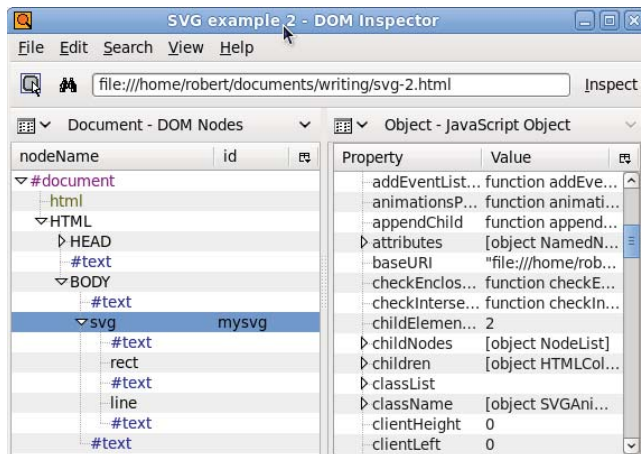 SVG example 2 - DOM Inspector
File Edit Search View Help
file:///home/robert/documents/writing/svg-2.html Inspect
Document - DOM Nodes
nodeName id
#document
html
HTML
HEAD
#text
BODY
#text
svg mysvg
#text
rect
#text
line
#text
#text
Object - JavaScript Object
Property Value
addEventList... function addEve...
animationsP... function animati...
appendChild function append...
attributes [object NamedN...
baseURI "file:///home/rob...
checkEnclos... function checkE...
checkInterse... function checkIn...
childElemen... 2
childNodes [object NodeList]
children [object HTMLCol...
classList
className [object SVGAni...
clientHeight 0
clientLeft 0